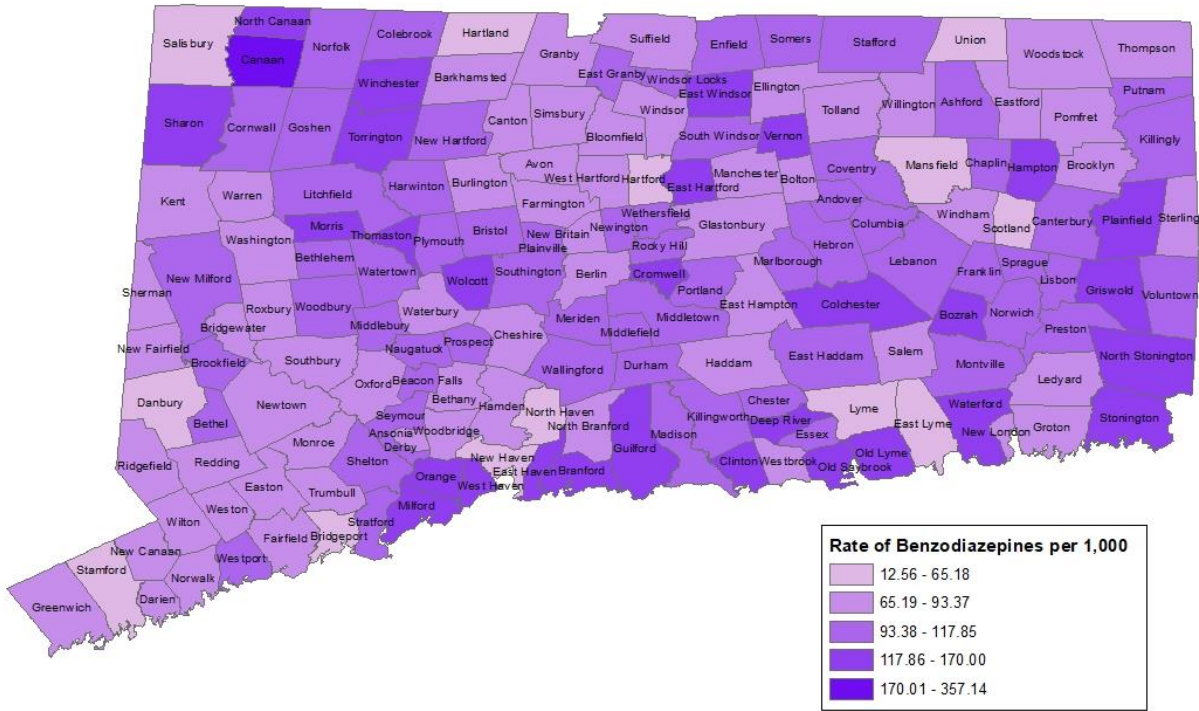 North Canaan
Salisbury
Canaan
Norfolk
Colebrook
Hartland
Granby
Suffield
Enfield
Somers
Stafford
Union
Woodstock
Thompson
East Granby
Windsor Locks
East Windsor
Ellington
Winchester
Barkhamsted
Putnam
Sharon
Cornwall
Goshen
Torrington
New Hartford
Canton
Simsbury
Bloomfield
Windsor
South Windsor
Vernon
Tolland
Willington
Ashford
Eastford
Pomfret
Killingly
Kent
Warren
Litchfield
Harwinton
Burlington
Avon
West Hartford
Hartford
East Hartford
Manchester
Bolton
Coventry
Mansfield
Chaplin
Hampton
Brooklyn
Farmington
Andover
Washington
Morris
Thomaston
Plymouth
Bristol
New Britain
Plainville
Newington
Wethersfield
Rocky Hill
Glastonbury
Hebron
Columbia
Windham
Scotland
Canterbury
Plainfield
Sterling
New Milford
Bethlehem
Watertown
Wolcott
Southington
Berlin
Cromwell
Portland
Marlborough
Lebanon
Franklin
Sprague
Lisbon
Griswold
Voluntown
Sherman
Roxbury
Woodbury
Waterbury
Middlebury
Cheshire
Meriden
Middlefield
Middletown
East Hampton
Colchester
Bozrah
Norwich
Preston
Bridgewater
New Fairfield
Brookfield
Southbury
Naugatuck
Prospect
Wallingford
Durham
Haddam
East Haddam
Salem
Montville
North Stonington
Ledyard
Danbury
Bethel
Newtown
Oxford
Beacon Falls
Bethany
Hamden
North Haven
North Branford
Seymour
Woodbridge
Ansonia
Derby
Killingworth
Chester
Deep River
Essex
Lyme
East Lyme
Waterford
New London
Groton
Stonington
Ridgefield
Redding
Monroe
Shelton
Orange
New Haven
East Haven
West Haven
Branford
Guilford
Madison
Clinton
Westbrook
Old Saybrook
Old Lyme
Easton
Trumbull
Milford
Wilton
Weston
Fairfield
Bridgeport
Stratford
New Canaan
Westport
Stamford
Norwalk
Darien
Greenwich
Rate of Benzodiazepines per 1,000
12.56 - 65.18
65.19 - 93.37
93.38 - 117.85
117.86 - 170.00
170.01 - 357.14